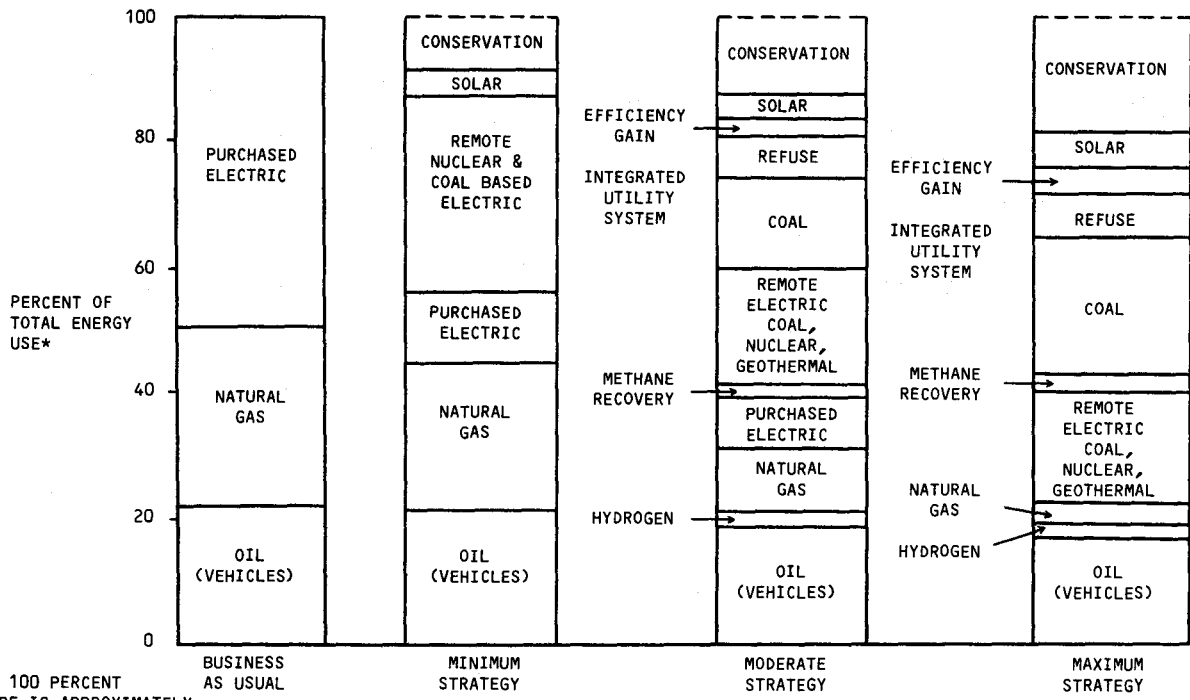 100
80
60
40
20
0
PERCENT OF
TOTAL ENERGY
USE*
PURCHASED
ELECTRIC
NATURAL
GAS
OIL
(VEHICLES)
BUSINESS
AS USUAL
CONSERVATION
SOLAR
REMOTE
NUCLEAR &
COAL BASED
ELECTRIC
PURCHASED
ELECTRIC
NATURAL
GAS
OIL
(VEHICLES)
MINIMUM
STRATEGY
EFFICIENCY
GAIN
INTEGRATED
UTILITY
SYSTEM
METHANE
RECOVERY
HYDROGEN
CONSERVATION
SOLAR
REFUSE
COAL
REMOTE
ELECTRIC
COAL,
NUCLEAR,
GEOTHERMAL
PURCHASED
ELECTRIC
NATURAL
GAS
OIL
(VEHICLES)
MODERATE
STRATEGY
EFFICIENCY
GAIN
INTEGRATED
UTILITY
SYSTEM
METHANE
RECOVERY
NATURAL
GAS
HYDROGEN
CONSERVATION
SOLAR
REFUSE
COAL
REMOTE
ELECTRIC
COAL,
NUCLEAR,
GEOTHERMAL
OIL
(VEHICLES)
MAXIMUM
STRATEGY
100 PERCENT
IS APPROXIMATELY